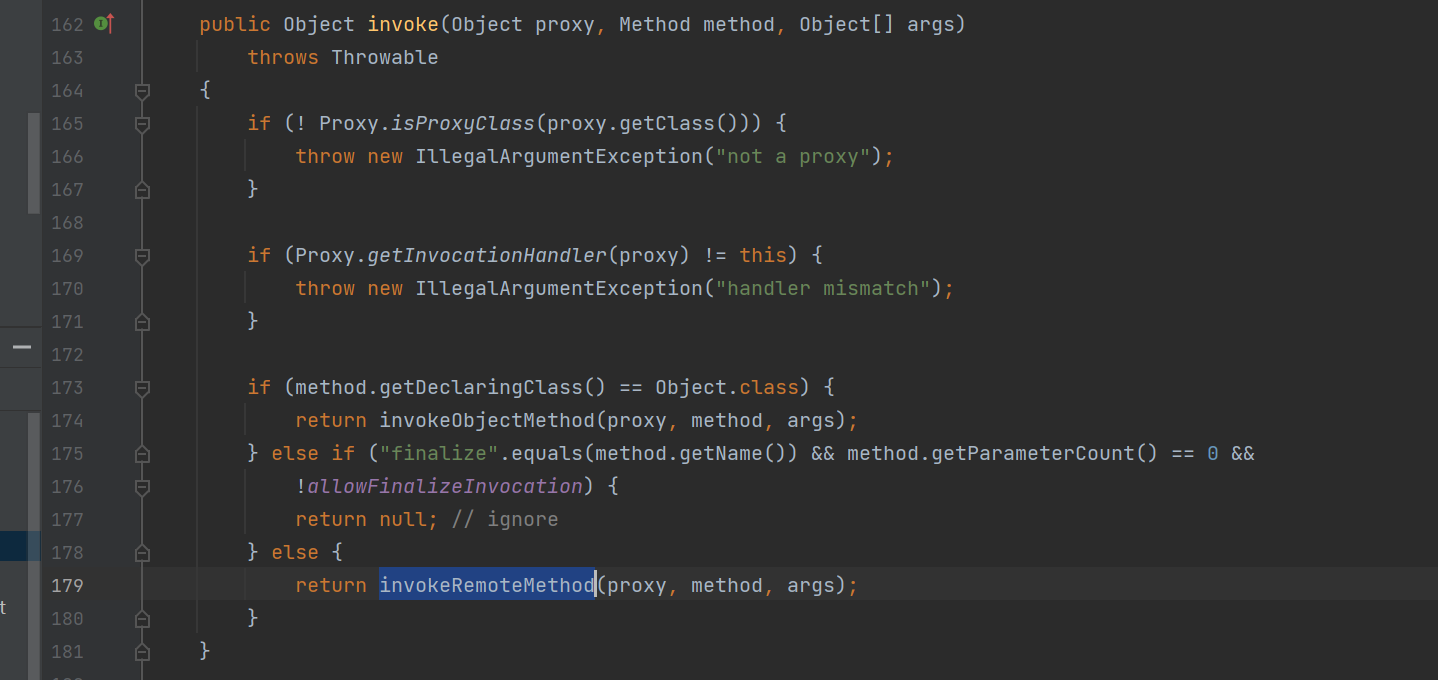 162 public Object invoke(Object proxy, Method method, Object[] args)
163 throws Throwable
164 {
165 if (! Proxy.isProxyClass(proxy.getClass())) {
166 throw new IllegalArgumentException("not a proxy");
167 }
168
169 if (Proxy.getInvocationHandler(proxy) != this) {
170 throw new IllegalArgumentException("handler mismatch");
171 }
172
173 if (method.getDeclaringClass() == Object.class) {
174 return invokeObjectMethod(proxy, method, args);
175 } else if ("finalize".equals(method.getName()) && method.getParameterCount() == 0 &&
176 !allowFinalizeInvocation) {
177 return null; // ignore
178 } else {
179 return invokeRemoteMethod(proxy, method, args);
t
180 }
181 }